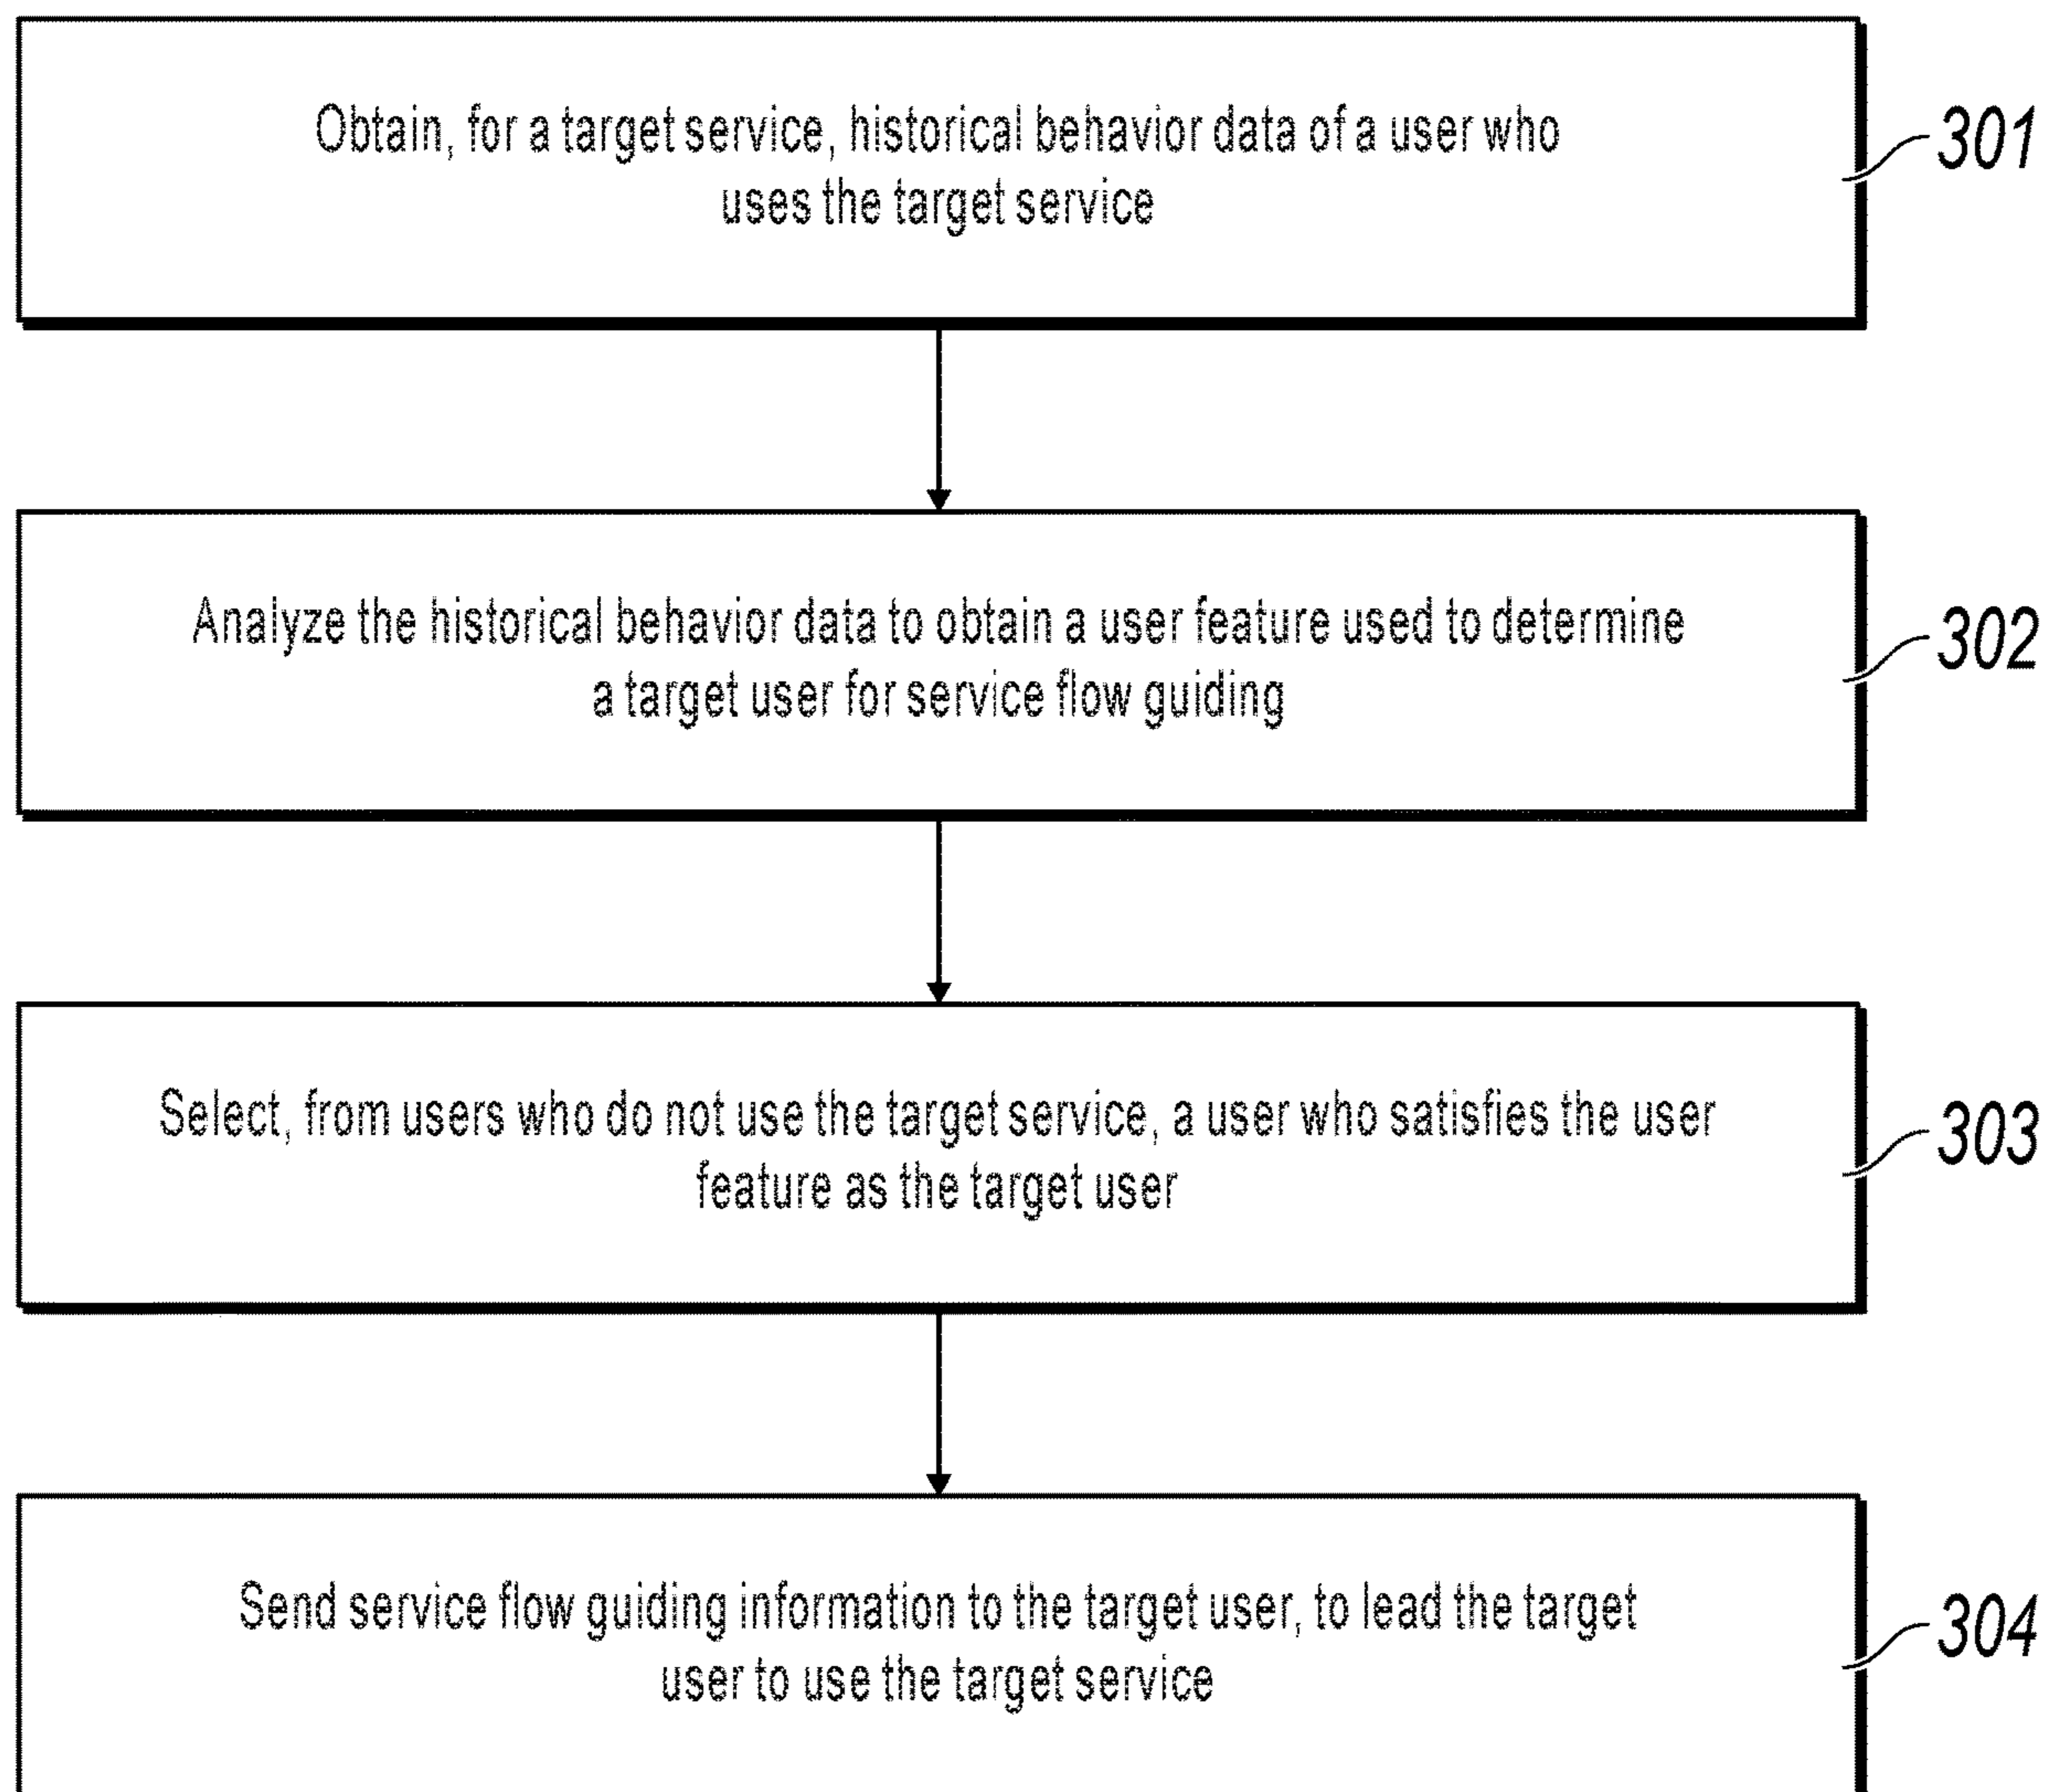 Obtain, for a target service, historical behavior data of a user who
uses the target service
301
Analyze the historical behavior data to obtain a user feature used to determine
a target user for service flow guiding
302
Select, from users who do not use the target service, a user who satisfies the user
feature as the target user
303
Send service flow guiding information to the target user, to lead the target
user to use the target service
304